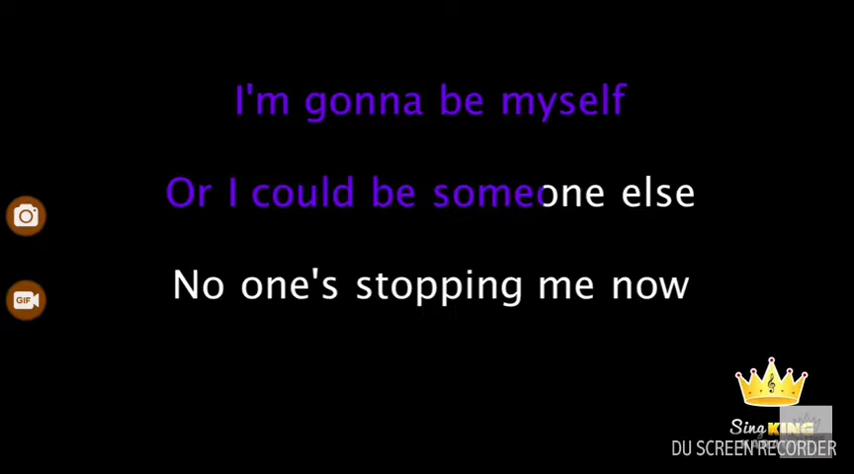 I'm gonna be myself
Or I could be someone else
No one's stopping me now
GIF
Sing KING
KARAOKE
DU SCREEN RECORDER